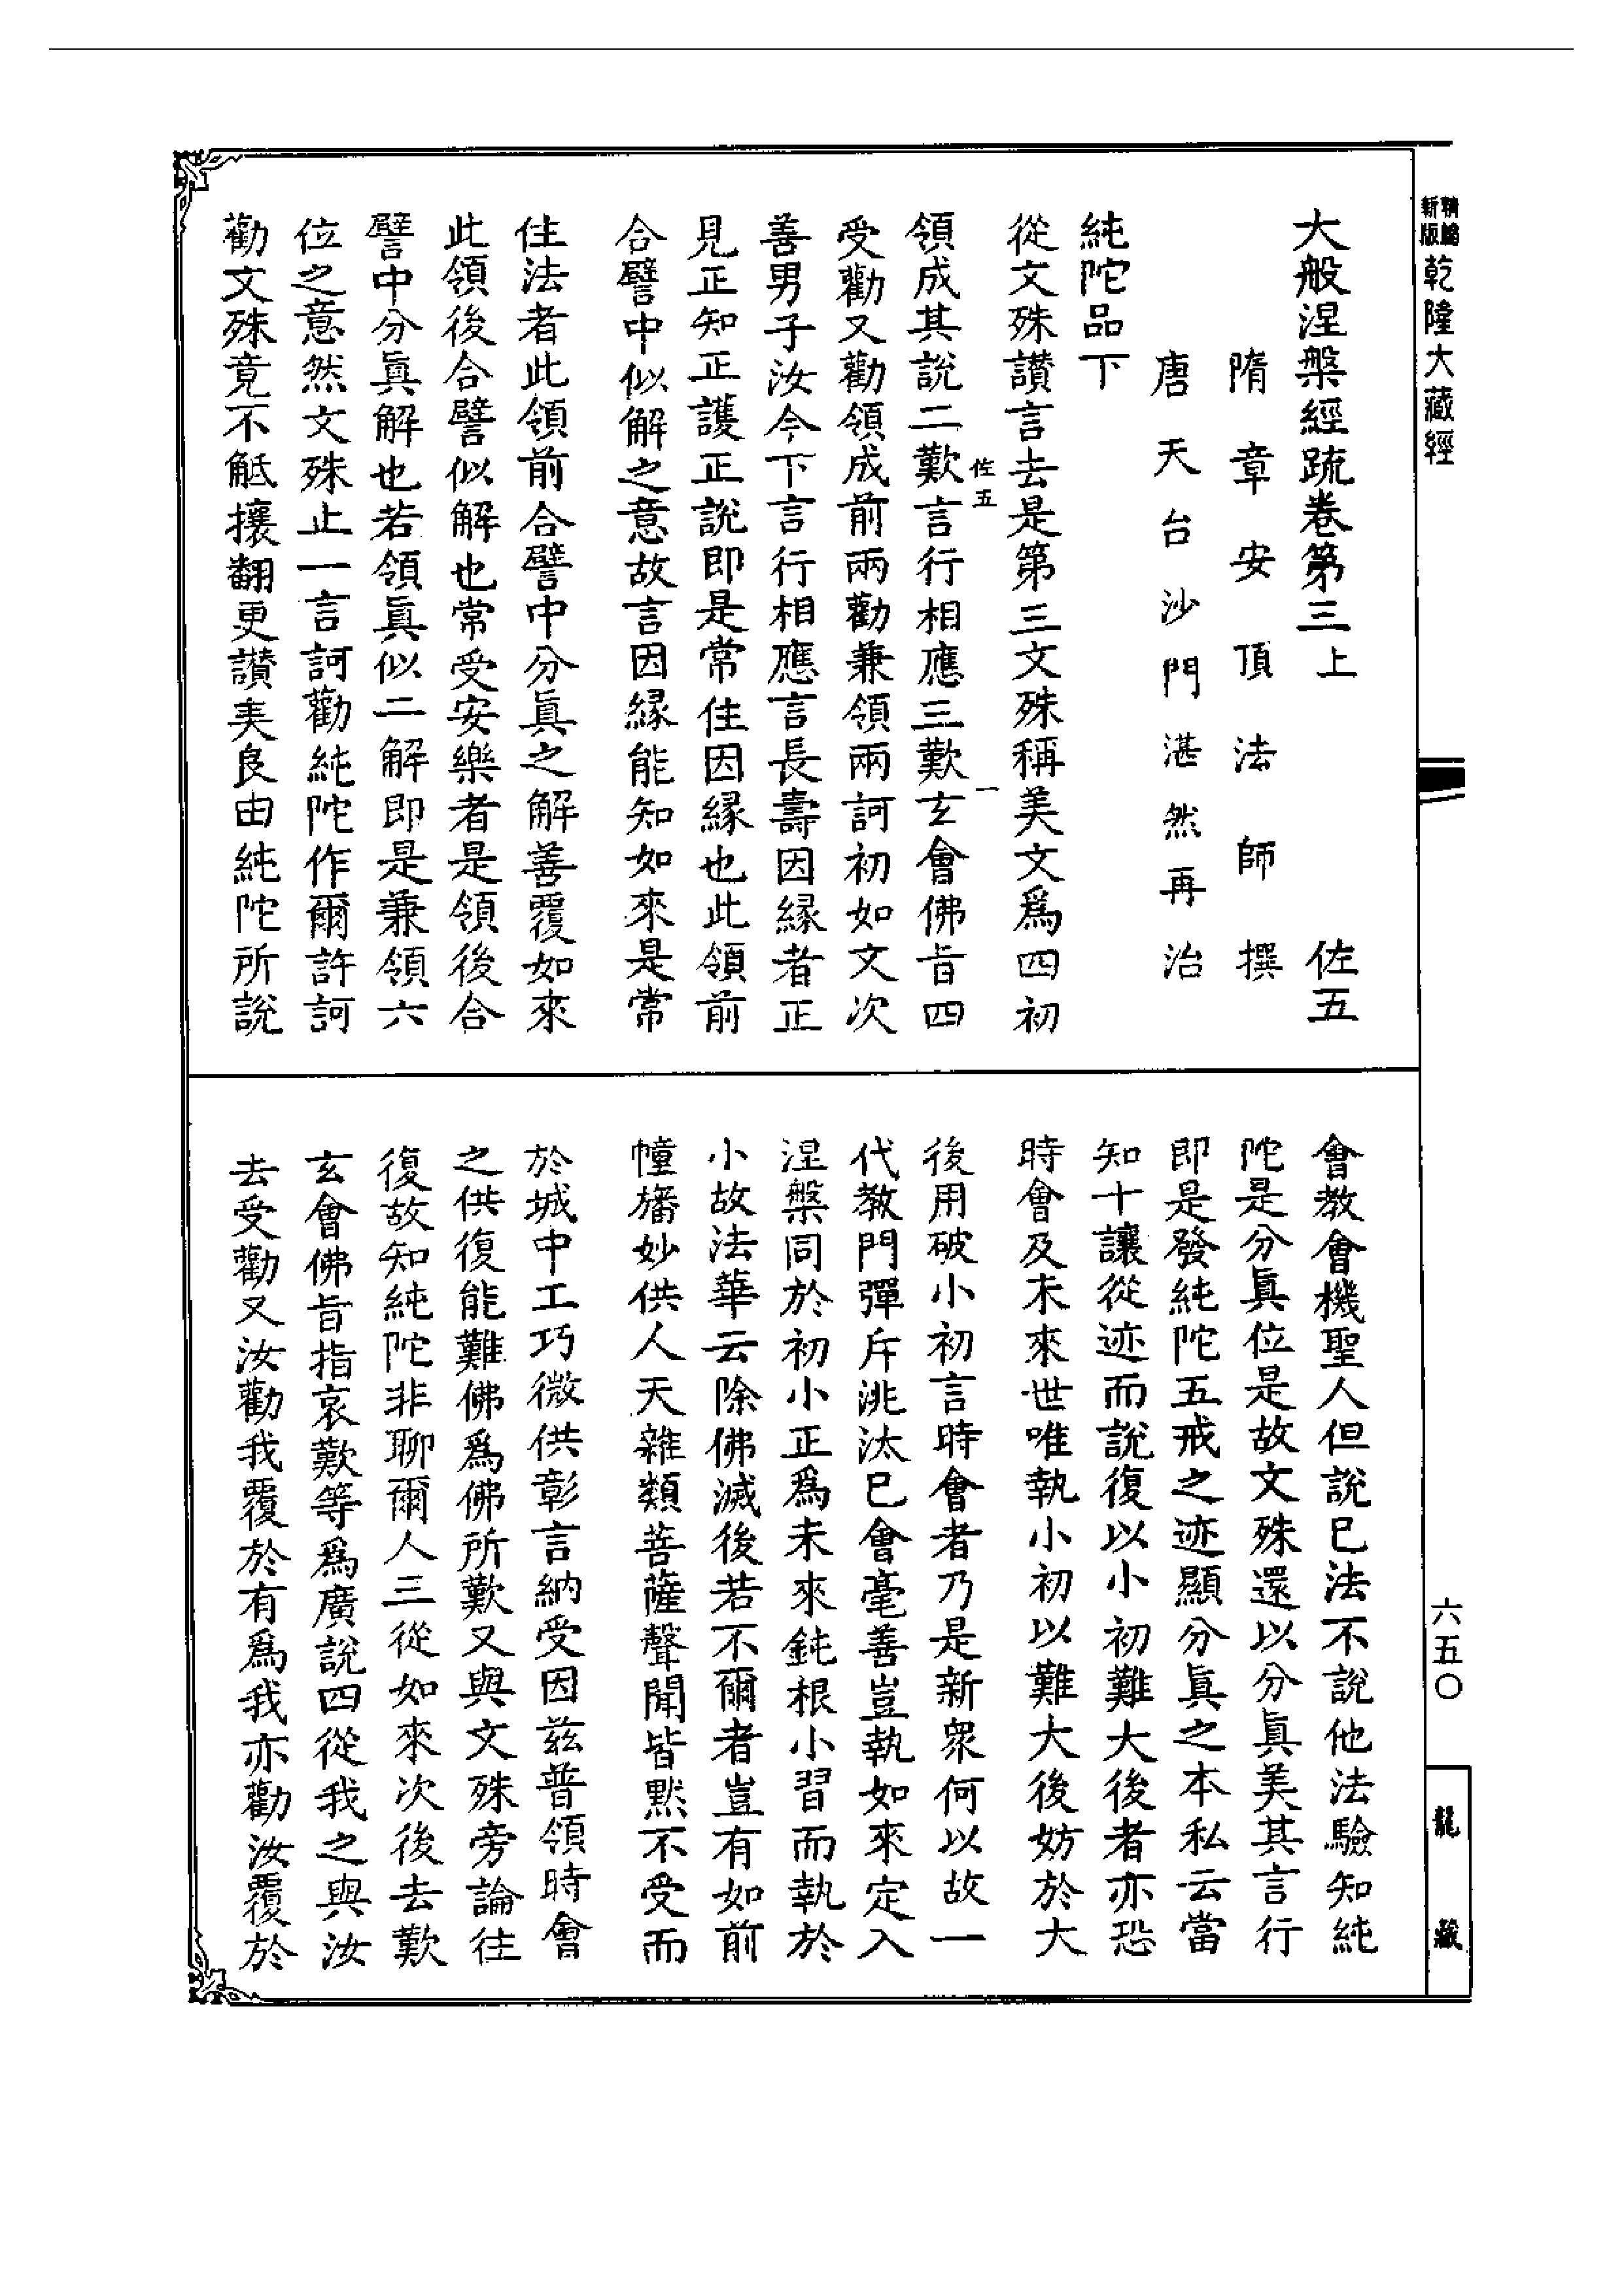 精編
新版
乾隆大藏經
大般涅槃經疏卷第三上 佐五
隋章安頂法師撰
唐天台沙門湛然再治
純陀品下
從文殊讚言去是第三文殊稱美文爲四初
佐五 一
領成其說二歎言行相應三歎玄會佛旨四
受勸又勸領成前兩勸兼領兩訶初如文次
善男子汝今下言行相應言長壽因緣者正
見正知正護正說即是常住因緣也此領前
合譬中似解之意故言因緣能知如來是常
住法者此領前合譬中分眞之解善覆如來
此領後合譬似解也常受安樂者是領後合
譬中分眞解也若領眞似二解即是兼領六
位之意然文殊止一言訶勸純陀作爾許訶
勸文殊竟不觝攘翻更讚美良由純陀所說
會教會機聖人但說巳法不說他法驗知純
陀是分眞位是故文殊還以分眞美其言行
即是發純陀五戒之迹顯分眞之本私云當
知十讓從迹而說復以小初難大後者亦恐
時會及未來世唯執小初以難大後妨於大
後用破小初言時會者乃是新衆何以故一
代教門彈斥洮汰巳會毫善豈執如來定入
涅槃同於初小正爲未來鈍根小習而執於
小故法華云除佛滅後若不爾者豈有如前
幢旛妙供人天雜類菩薩聲聞皆默不受而
於城中工巧微供彰言納受因兹普領時會
之供復能難佛爲佛所歎又與文殊旁論往
復故知純陀非聊爾人三從如來次後去歎
玄會佛旨指哀歎等爲廣說四從我之與汝
去受勸又汝勸我覆於有爲我亦勸汝覆於
六五〇
龍藏